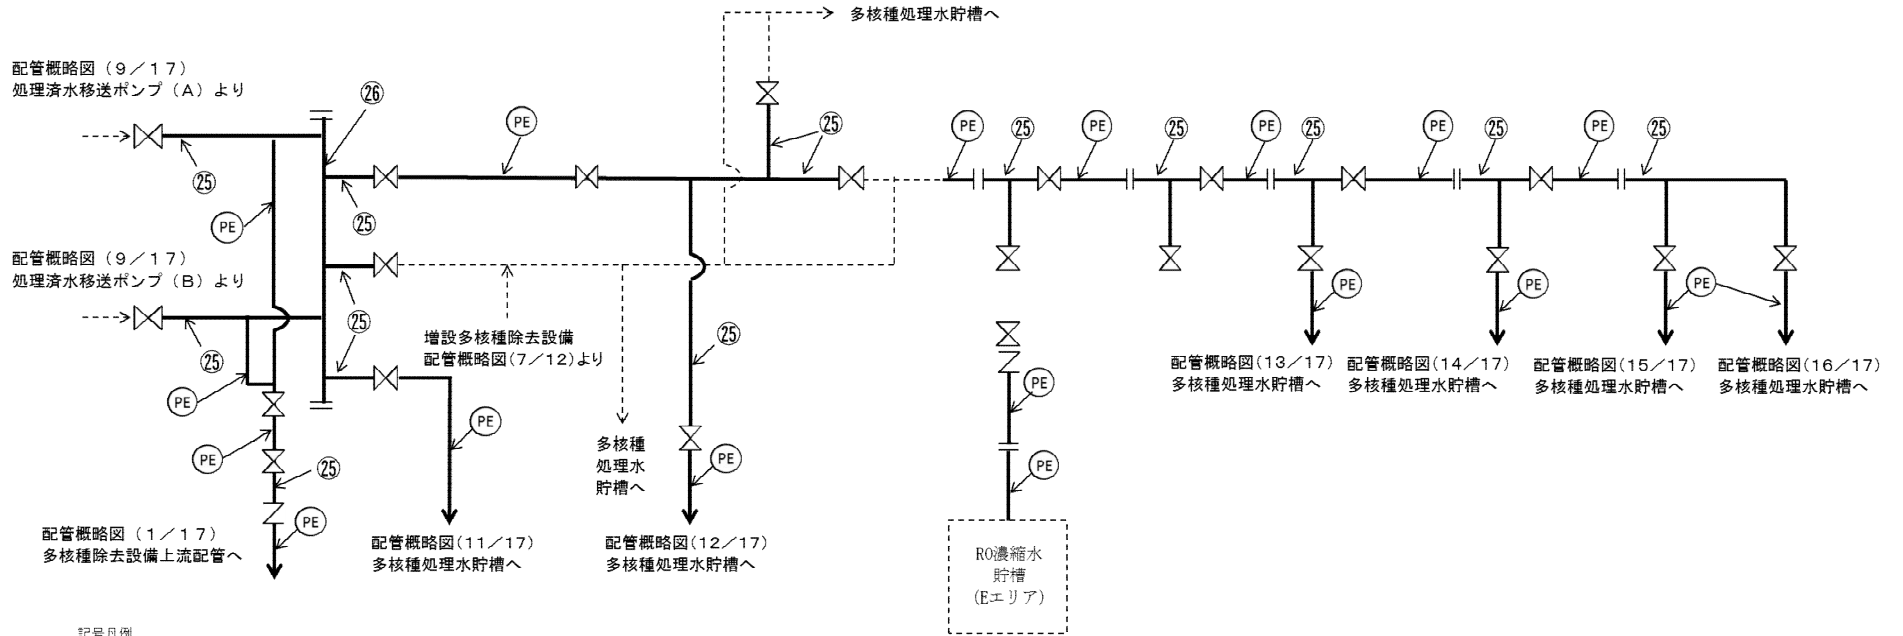 多核種処理水貯槽へ
配管概略図（９／１７）
処理済水移送ポンプ（A）より
㉖
PE
㉕
PE
㉕
PE
㉕
PE
㉕
PE
㉕
PE
㉕
㉕
PE
㉕
配管概略図（９／１７）
処理済水移送ポンプ（B）より
PE
PE
PE
㉕
㉕
㉕
㉕
増設多核種除去設備
配管概略図(７／１２)より
配管概略図(１３／１７)
多核種処理水貯槽へ
配管概略図(１４／１７)
多核種処理水貯槽へ
配管概略図(１５／１７)
多核種処理水貯槽へ
配管概略図(１６／１７)
多核種処理水貯槽へ
PE
PE
PE
PE
㉕
多核種
処理水
貯槽へ
PE
PE
PE
配管概略図（１／１７）
多核種除去設備上流配管へ
配管概略図(１１／１７)
多核種処理水貯槽へ
配管概略図(１２／１７)
多核種処理水貯槽へ
RO濃縮水
貯槽
(Eエリア)
記号凡例